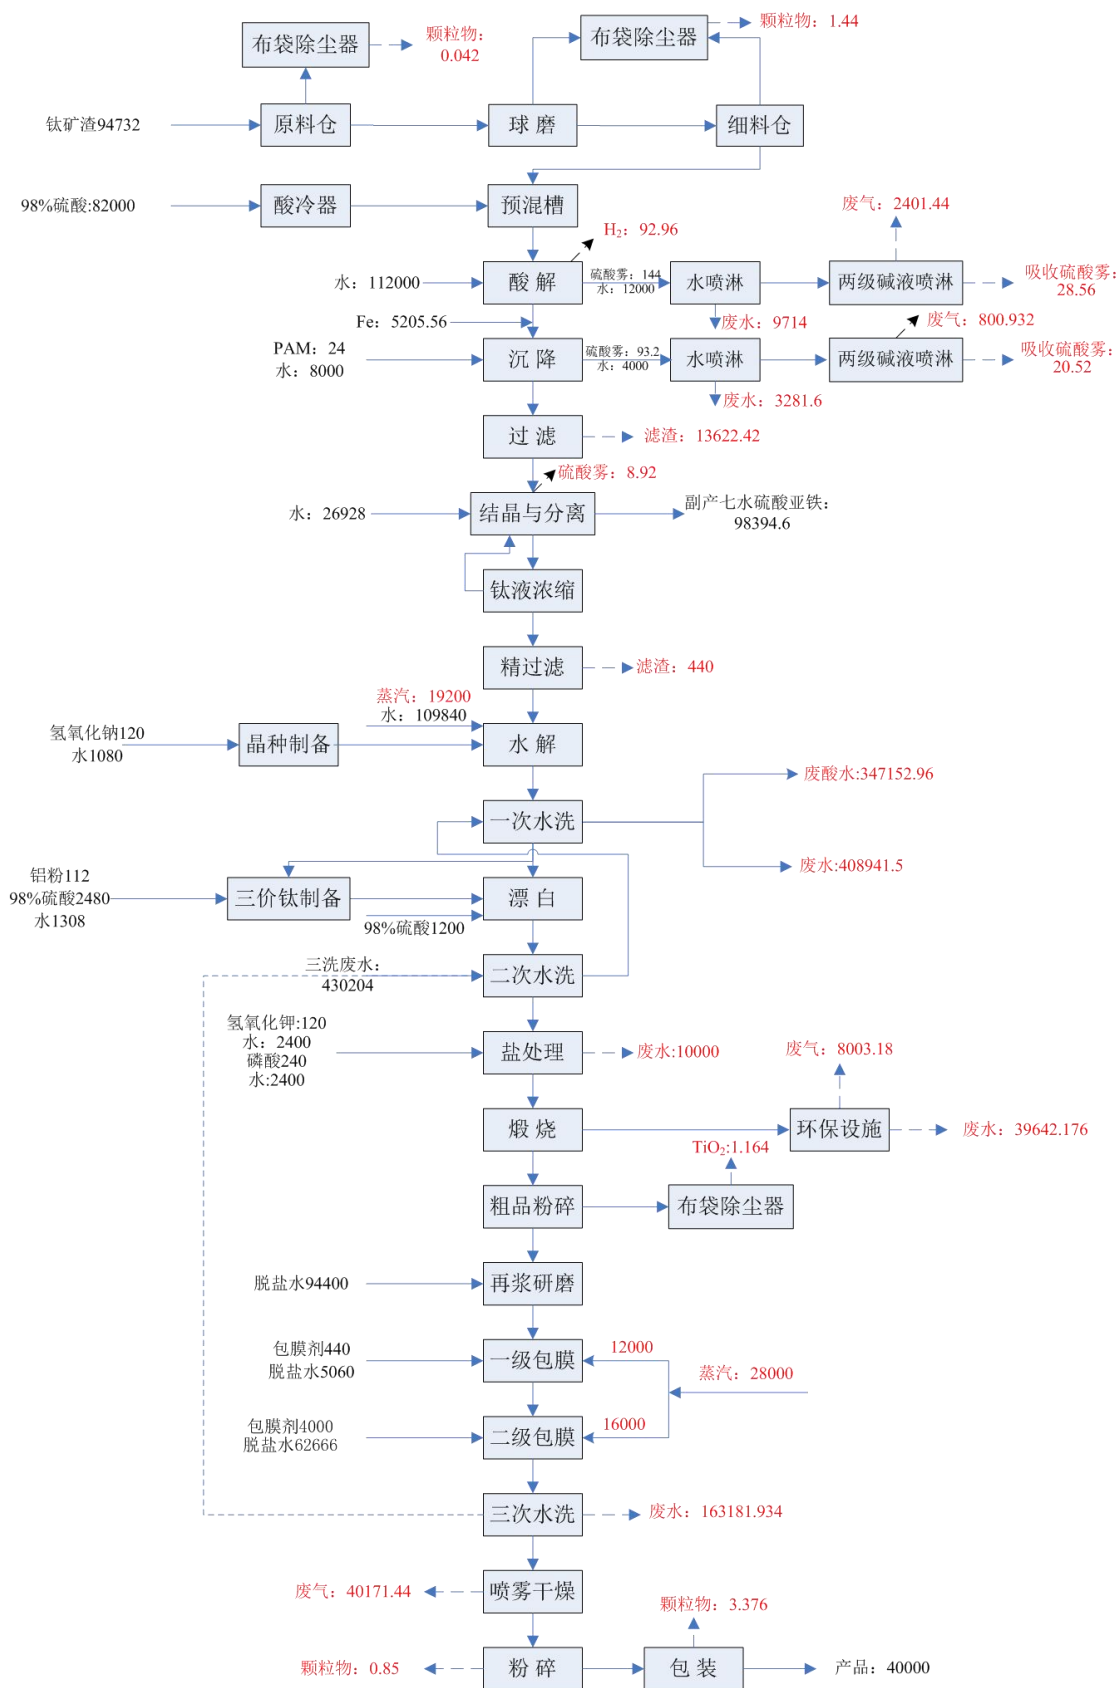 布袋除尘器
颗粒物：
0.042
布袋除尘器
颗粒物：1.44
钛矿渣94732
原料仓
球 磨
细料仓
98%硫酸:82000
酸冷器
预混槽
废气：2401.44
H₂：92.96
水：112000
酸 解
硫酸雾：144
水：12000
水喷淋
两级碱液喷淋
吸收硫酸雾：
28.56
Fe：5205.56
废水：9714
废气：800.932
PAM：24
水：8000
沉 降
硫酸雾：93.2
水：4000
水喷淋
两级碱液喷淋
吸收硫酸雾：
20.52
废水：3281.6
过 滤
滤渣：13622.42
硫酸雾：8.92
水：26928
结晶与分离
副产七水硫酸亚铁：
98394.6
钛液浓缩
精过滤
滤渣：440
蒸汽：19200
水：109840
氢氧化钠120
水1080
晶种制备
水 解
废酸水:347152.96
一次水洗
废水：408941.5
铝粉112
98%硫酸2480
水1308
三价钛制备
漂 白
98%硫酸1200
三洗废水：
430204
二次水洗
氢氧化钾:120
水：2400
磷酸240
水:2400
盐处理
废水:10000
废气：8003.18
煅 烧
环保设施
废水：39642.176
TiO₂:1.164
粗品粉碎
布袋除尘器
脱盐水94400
再浆研磨
包膜剂440
脱盐水5060
一级包膜
12000
蒸汽：28000
包膜剂4000
脱盐水62666
二级包膜
16000
三次水洗
废水：163181.934
废气：40171.44
喷雾干燥
颗粒物：3.376
颗粒物：0.85
粉 碎
包 装
产品：40000